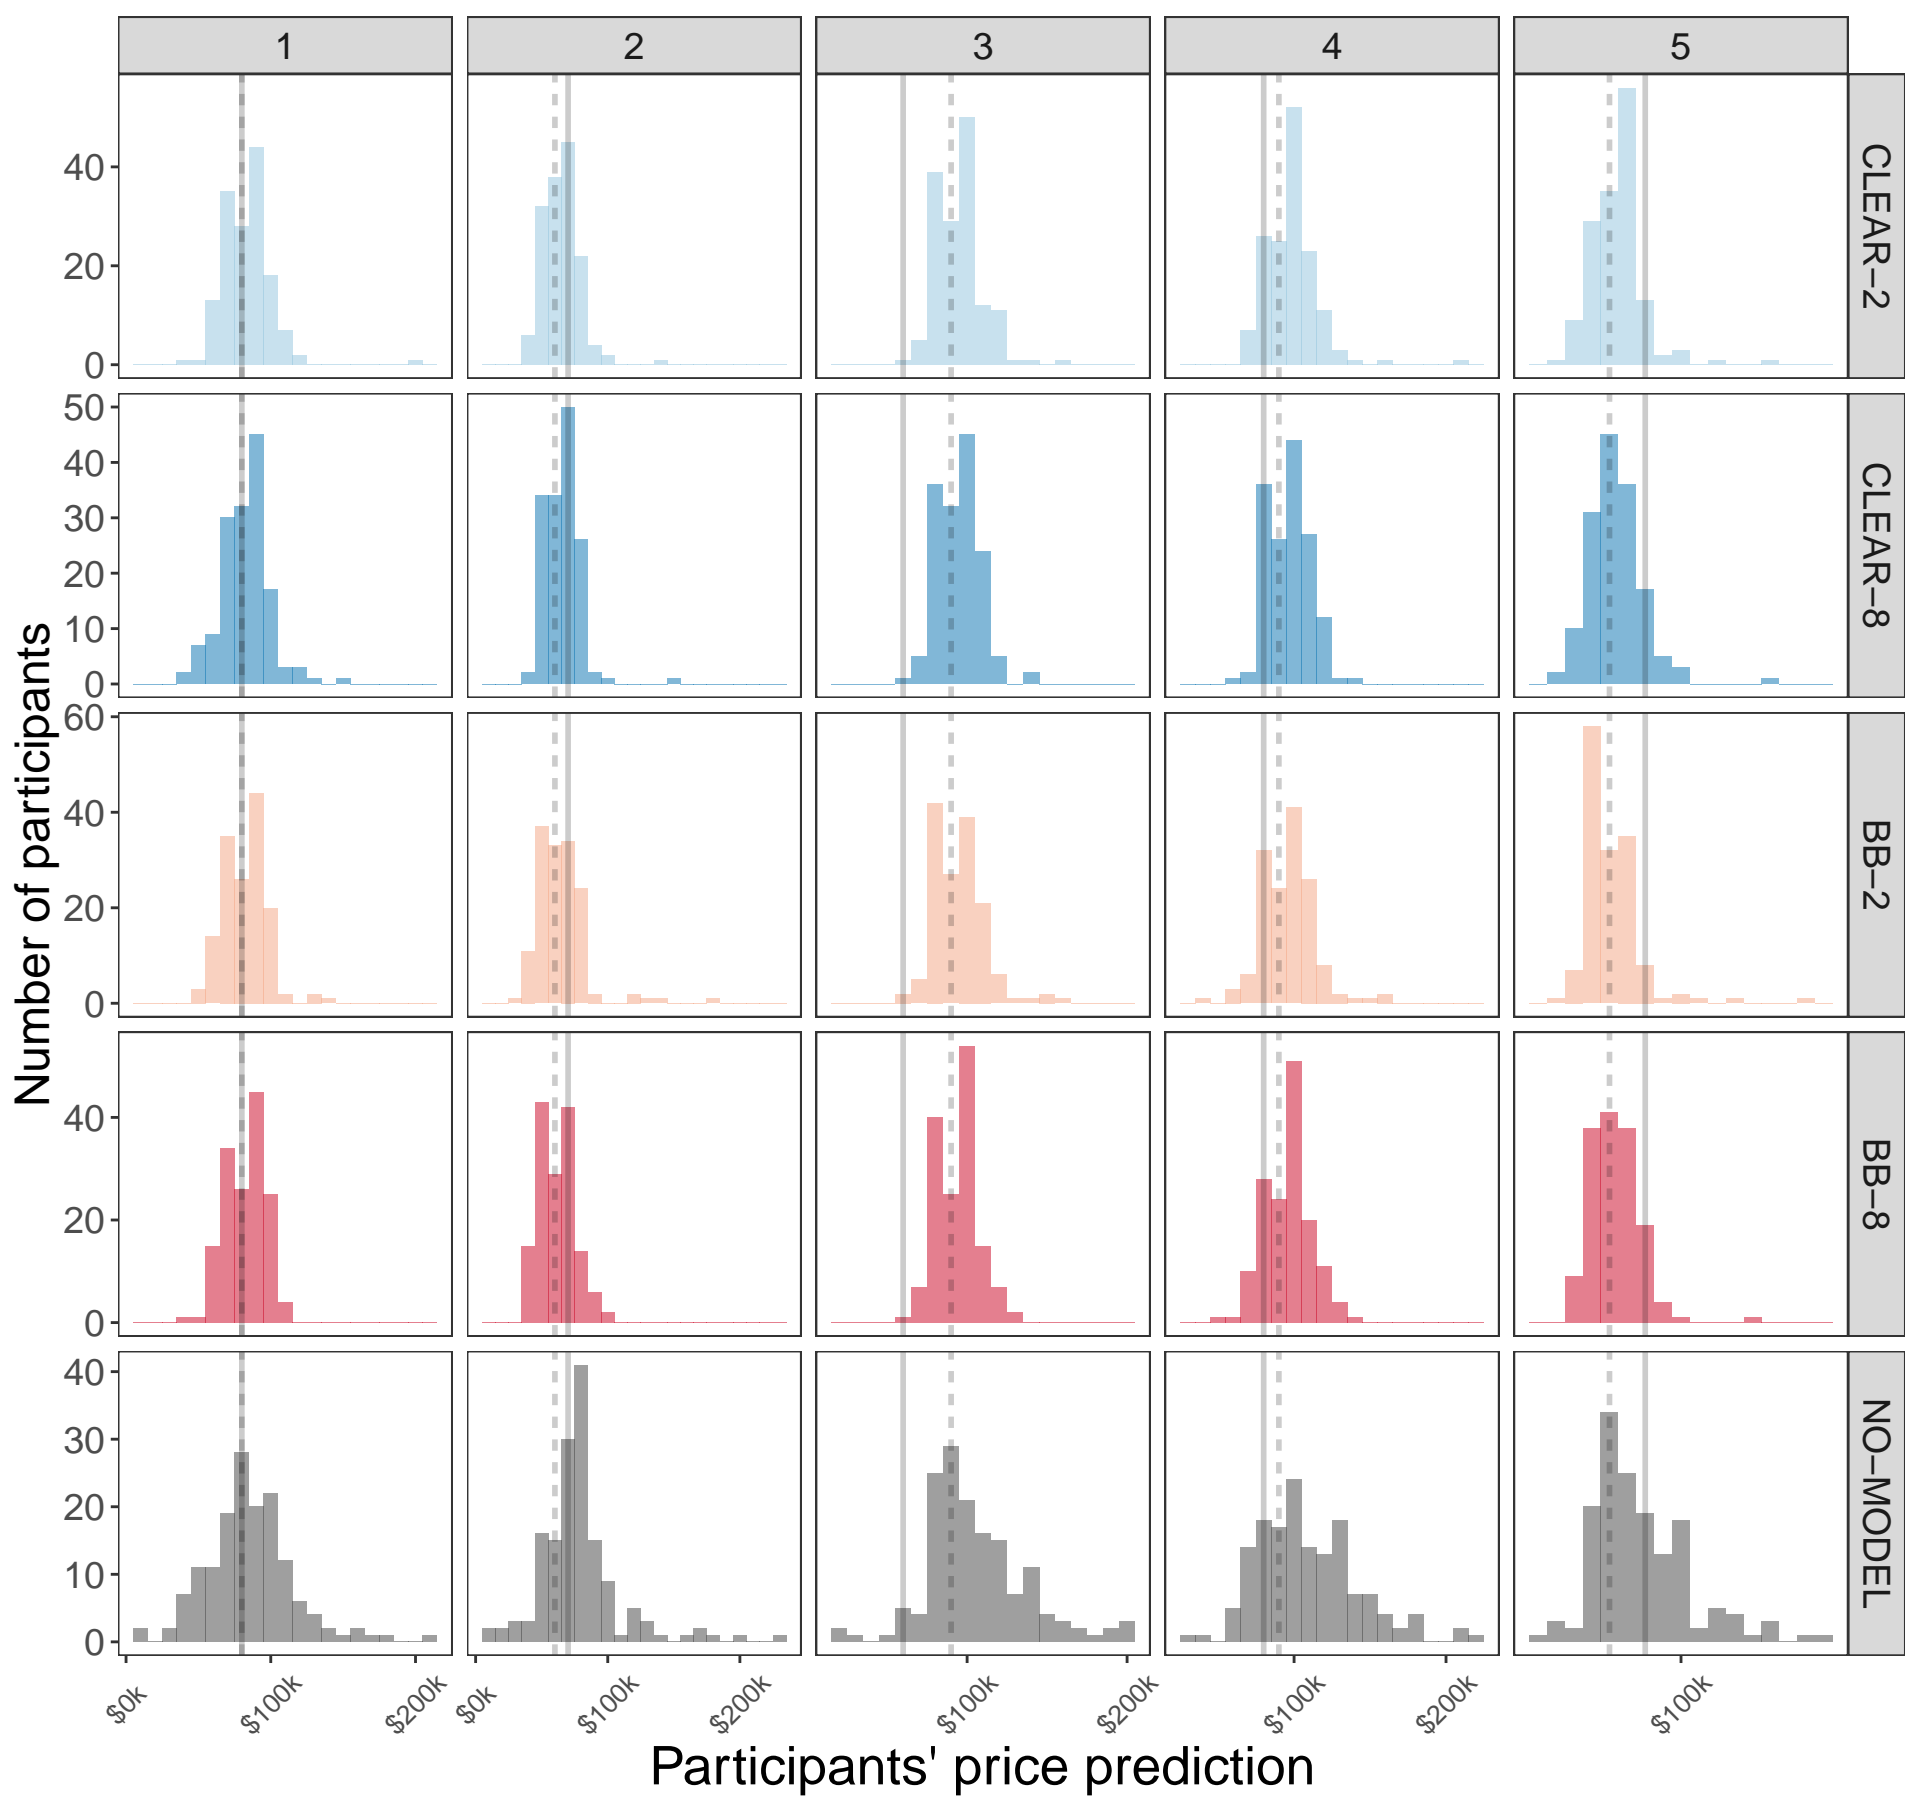 1 2 3 4 5
40
20
0
CLEAR−2
50
40
30
20
10
0
CLEAR−8
60
40
20
0
BB−2
40
20
0
BB−8
40
30
20
10
0
NO−MODEL
Number of participants
$0k $100k $200k $0k $100k $200k $100k $200k $100k $200k $100k
Participants' price prediction